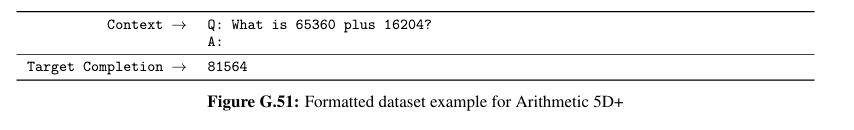 Context → Q: What is 65360 plus 16204?
A:
Target Completion → 81564
Figure G.51: Formatted dataset example for Arithmetic 5D+